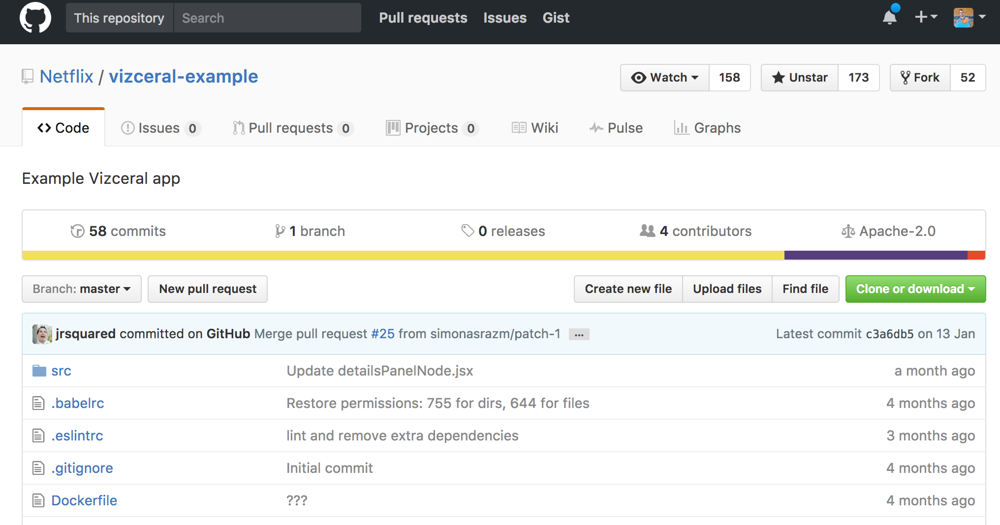 This repository Search Pull requests Issues Gist
Netflix / vizceral-example Watch 158 Unstar 173 Fork 52
Code Issues 0 Pull requests 0 Projects 0 Wiki Pulse Graphs
Example Vizceral app
58 commits 1 branch 0 releases 4 contributors Apache-2.0
Branch: master New pull request Create new file Upload files Find file Clone or download
jrsquared committed on GitHub Merge pull request #25 from simonasrazm/patch-1 … Latest commit c3a6db5 on 13 Jan
src Update detailsPanelNode.jsx a month ago
.babelrc Restore permissions: 755 for dirs, 644 for files 4 months ago
.eslintrc lint and remove extra dependencies 3 months ago
.gitignore Initial commit 4 months ago
Dockerfile ??? 4 months ago